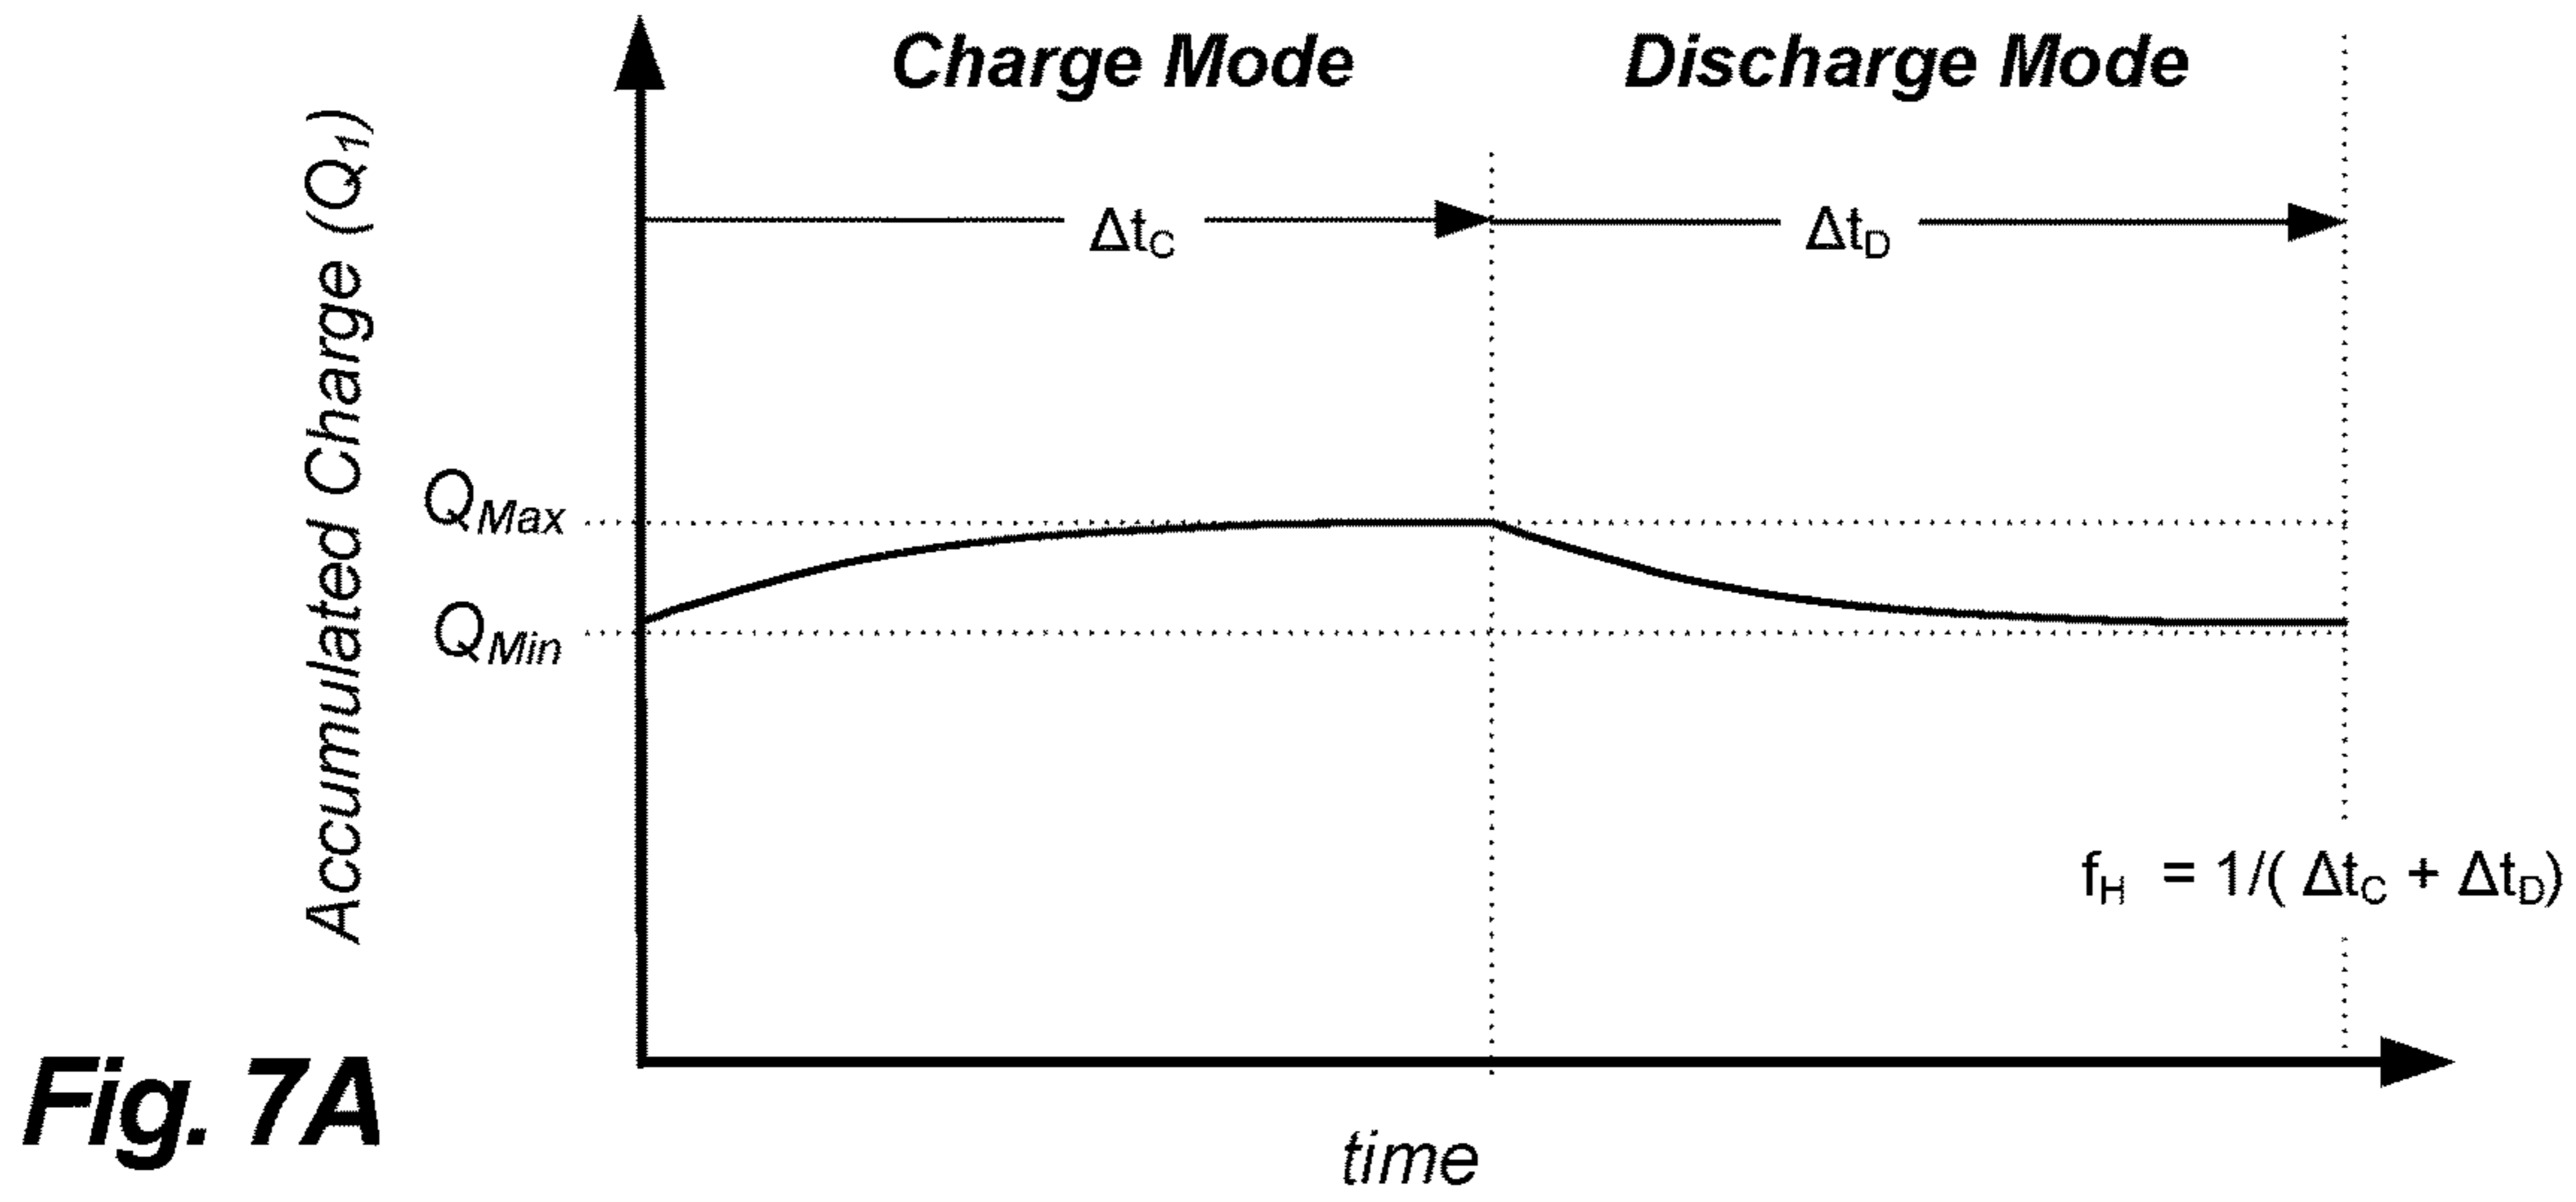 Charge Mode
Discharge Mode
Accumulated Charge (Q1)
ΔtC
ΔtD
QMax
QMin
fH = 1/( ΔtC + ΔtD)
time
Fig. 7A